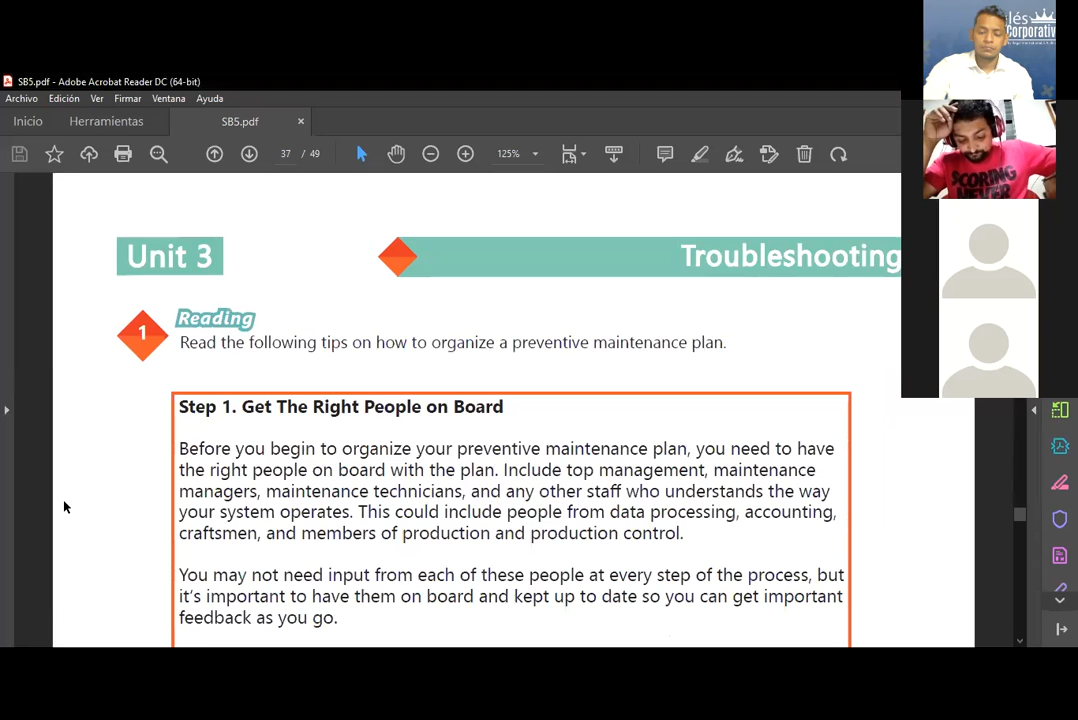 lés
Corporativ
SB5.pdf - Adobe Acrobat Reader DC (64-bit)
Archivo Edición Ver Firmar Ventana Ayuda
Inicio Herramientas SB5.pdf ×
37 / 49 125%
SCORING
NEVER
Unit 3 Troubleshooting
1 Reading
Read the following tips on how to organize a preventive maintenance plan.
Step 1. Get The Right People on Board
Before you begin to organize your preventive maintenance plan, you need to have
the right people on board with the plan. Include top management, maintenance
managers, maintenance technicians, and any other staff who understands the way
your system operates. This could include people from data processing, accounting,
craftsmen, and members of production and production control.
You may not need input from each of these people at every step of the process, but
it's important to have them on board and kept up to date so you can get important
feedback as you go.